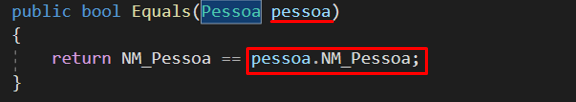 public bool Equals(Pessoa pessoa)
{
return NM_Pessoa == pessoa.NM_Pessoa;
}